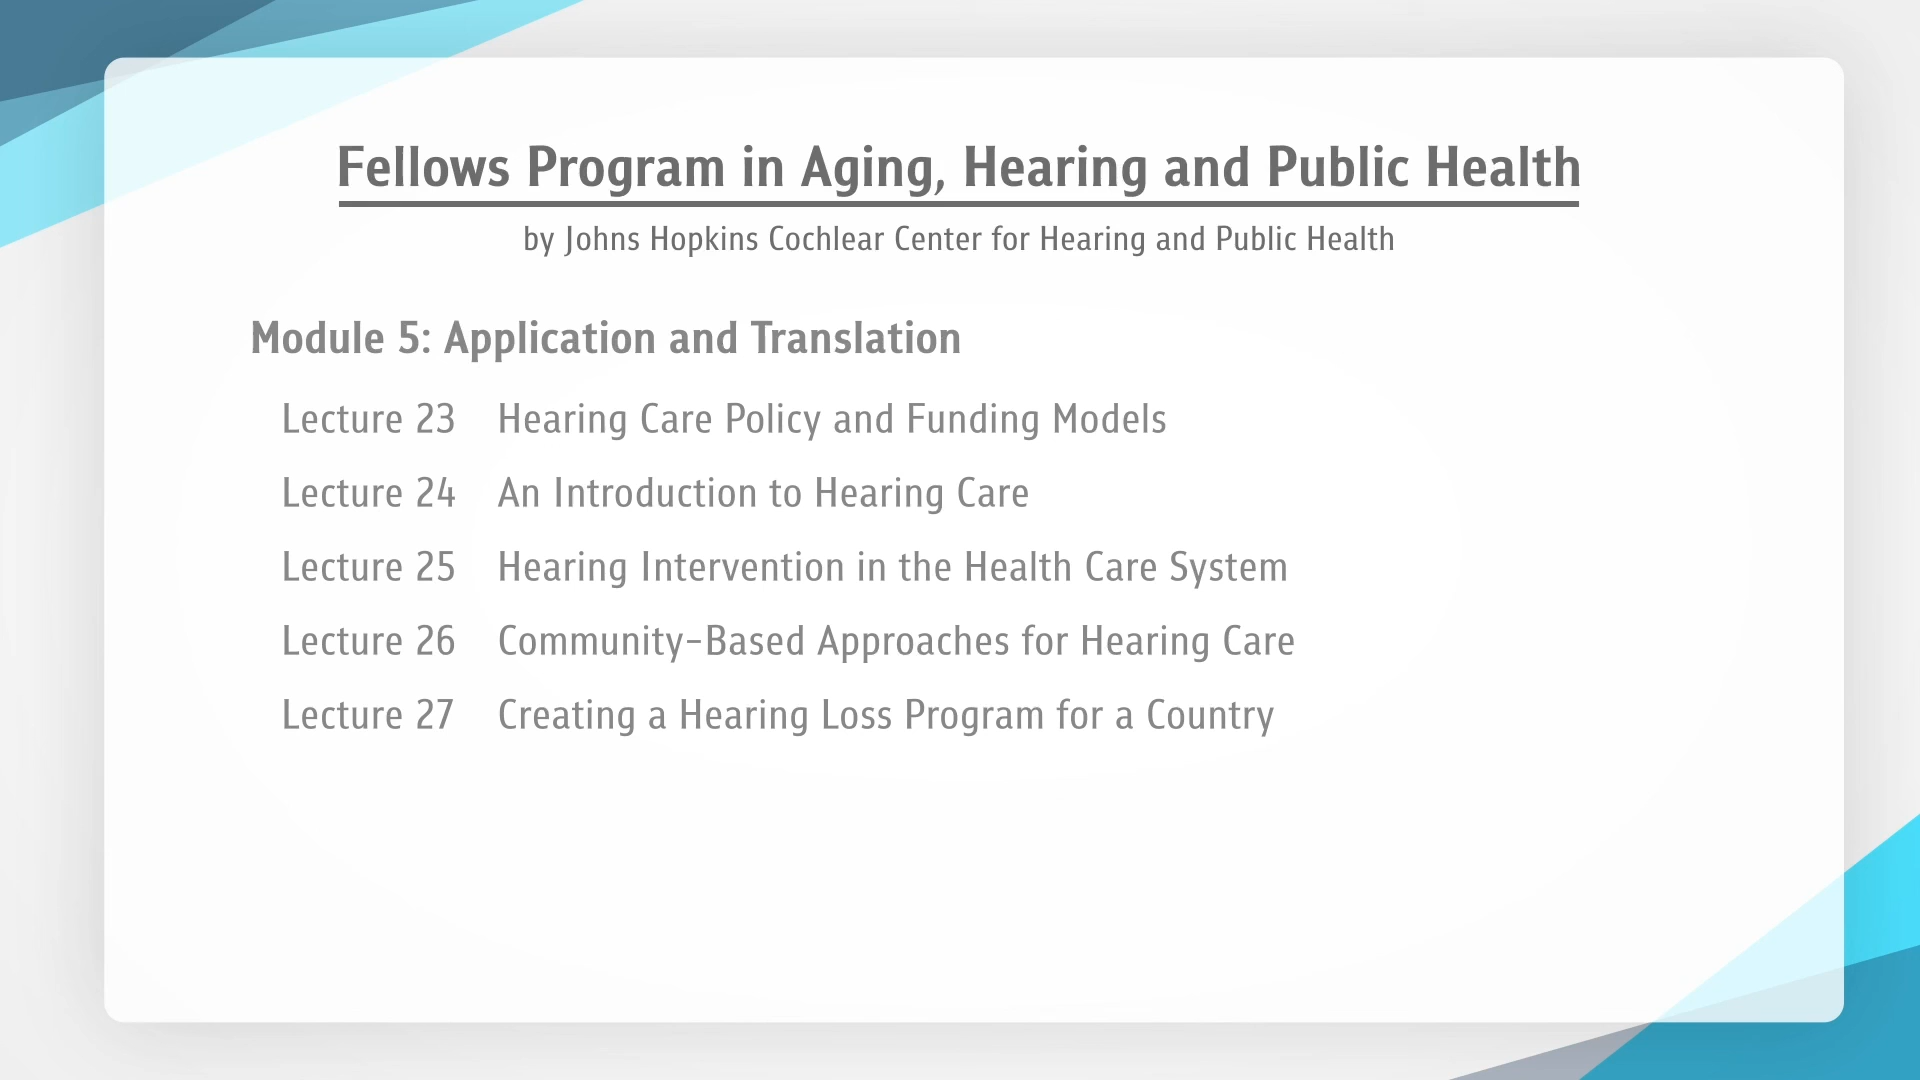 Fellows Program in Aging, Hearing and Public Health
by Johns Hopkins Cochlear Center for Hearing and Public Health
Module 5: Application and Translation
Lecture 23 Hearing Care Policy and Funding Models
Lecture 24 An Introduction to Hearing Care
Lecture 25 Hearing Intervention in the Health Care System
Lecture 26 Community-Based Approaches for Hearing Care
Lecture 27 Creating a Hearing Loss Program for a Country